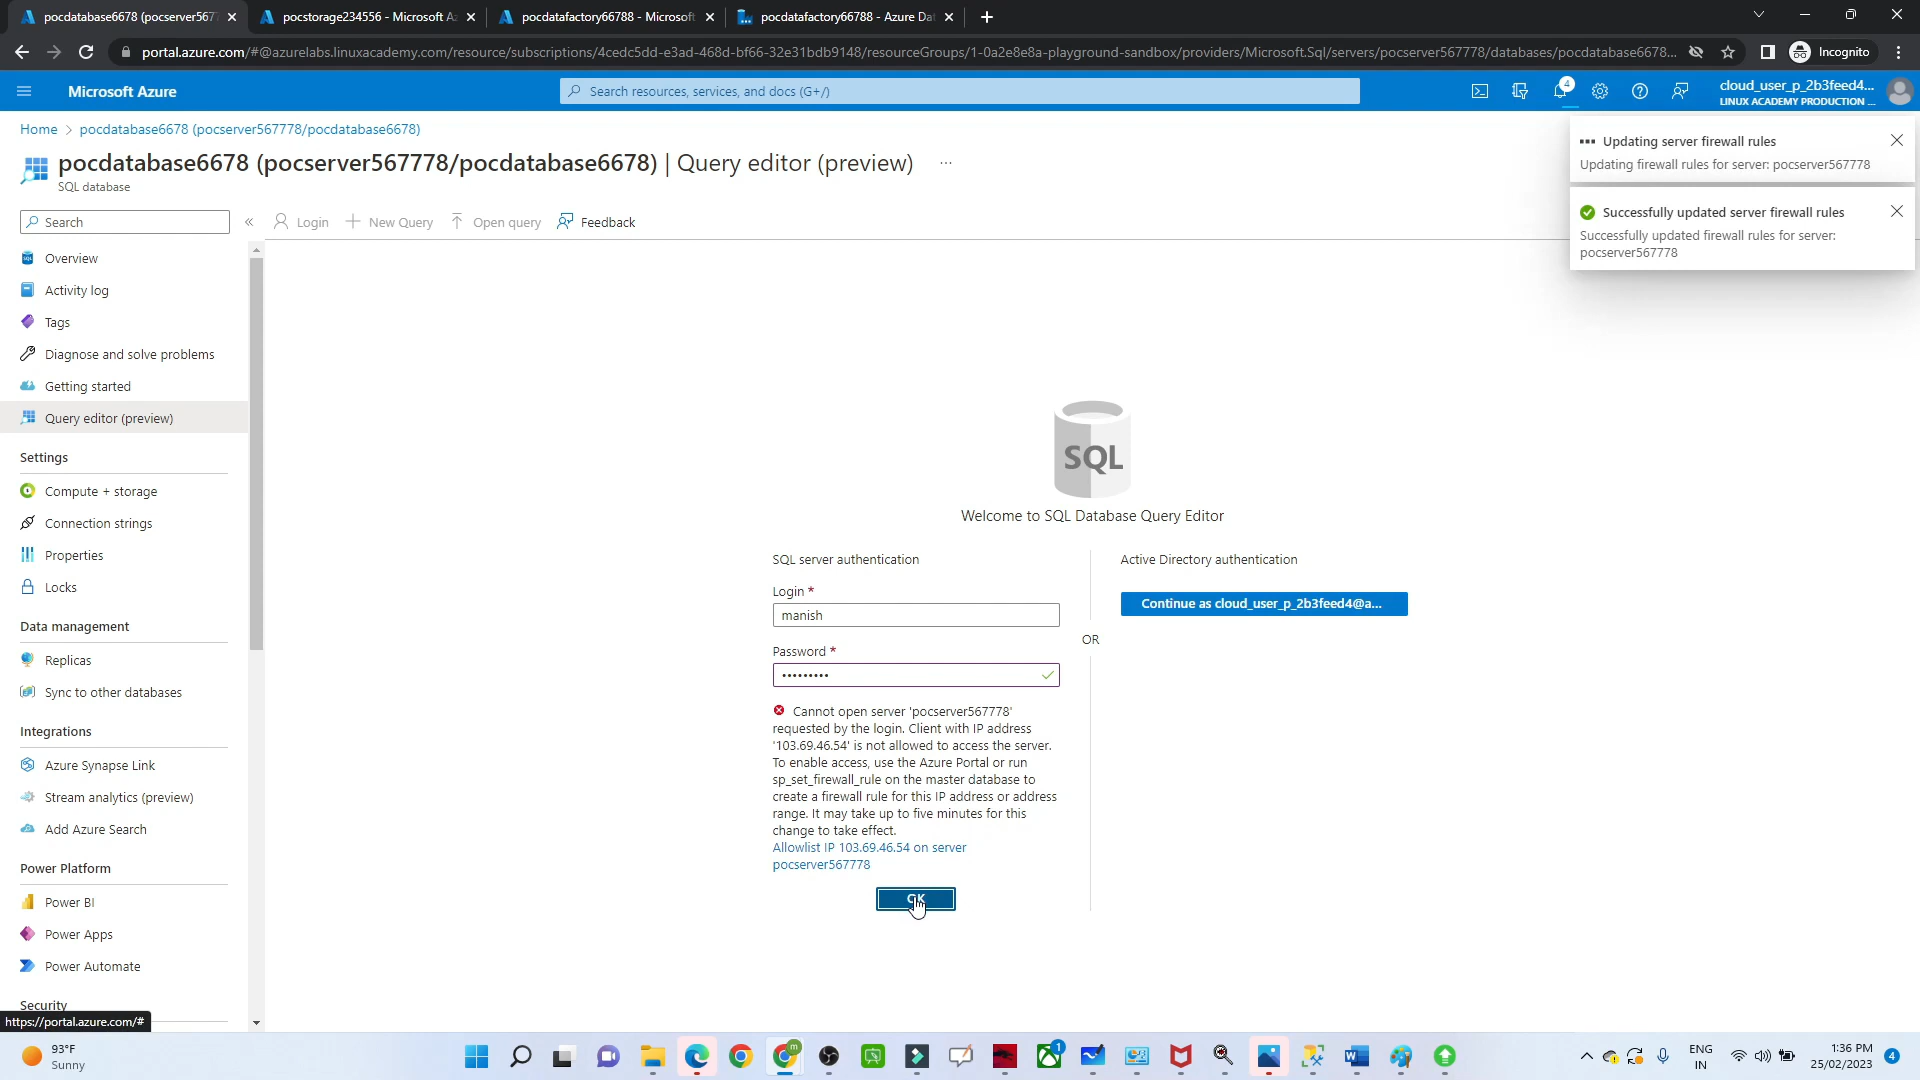 pocdatabase6678 (pocserver567
pocstorage234556 - Microsoft Az
pocdatafactory66788 - Microsoft
pocdatafactory66788 - Azure Dat
portal.azure.com/#@azurelabs.linuxacademy.com/resource/subscriptions/4cedc5dd-e3ad-468d-bf66-32e31bdb9148/resourceGroups/1-0a2e8e8a-playground-sandbox/providers/Microsoft.Sql/servers/pocserver567778/databases/pocdatabase6678...
Incognito
Microsoft Azure
Search resources, services, and docs (G+/)
4
cloud_user_p_2b3feed4...
LINUX ACADEMY PRODUCTION ...
Home > pocdatabase6678 (pocserver567778/pocdatabase6678)
pocdatabase6678 (pocserver567778/pocdatabase6678) | Query editor (preview) ...
SQL database
Updating server firewall rules
Updating firewall rules for server: pocserver567778
Successfully updated server firewall rules
Successfully updated firewall rules for server:
pocserver567778
Search
Login
New Query
Open query
Feedback
Overview
Activity log
Tags
Diagnose and solve problems
Getting started
Query editor (preview)
Settings
Compute + storage
Connection strings
Properties
Locks
Data management
Replicas
Sync to other databases
Integrations
Azure Synapse Link
Stream analytics (preview)
Add Azure Search
Power Platform
Power BI
Power Apps
Power Automate
Security
https://portal.azure.com/#
SQL
Welcome to SQL Database Query Editor
SQL server authentication
Login *
manish
Password *
•••••••••
Cannot open server 'pocserver567778'
requested by the login. Client with IP address
'103.69.46.54' is not allowed to access the server.
To enable access, use the Azure Portal or run
sp_set_firewall_rule on the master database to
create a firewall rule for this IP address or address
range. It may take up to five minutes for this
change to take effect.
Allowlist IP 103.69.46.54 on server
pocserver567778
OK
OR
Active Directory authentication
Continue as cloud_user_p_2b3feed4@a...
93°F
Sunny
1
ENG
IN
1:36 PM
25/02/2023
4